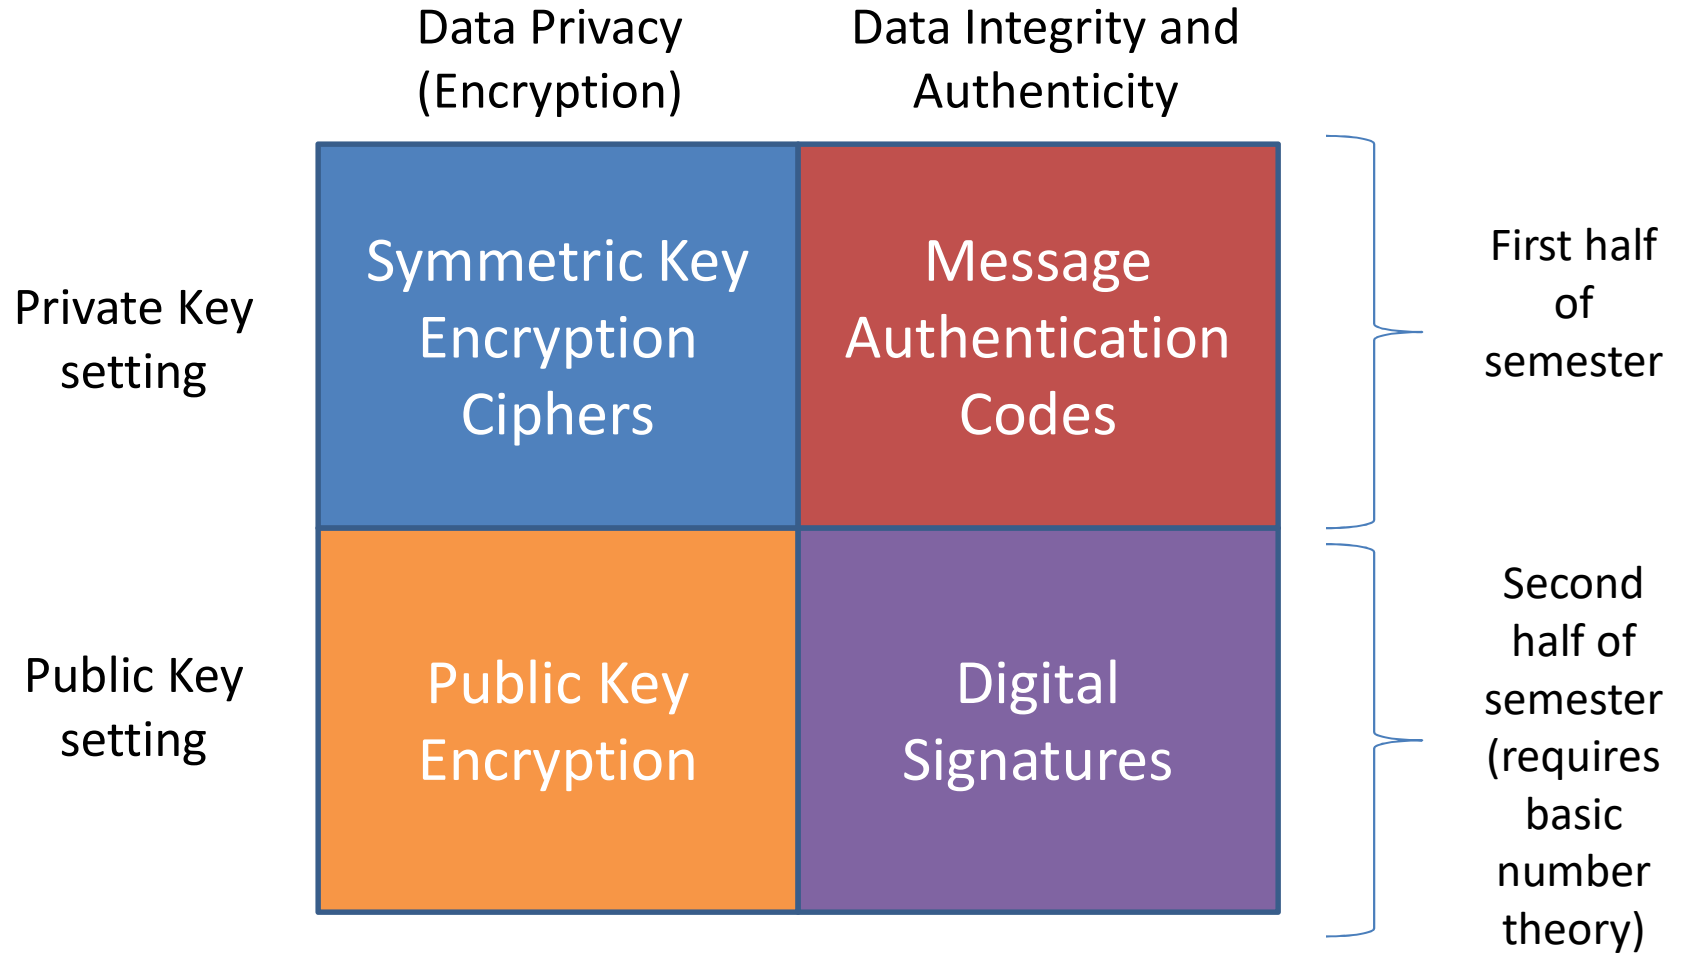 Data Privacy
(Encryption)
Data Integrity and
Authenticity
Private Key
setting
Symmetric Key
Encryption
Ciphers
Message
Authentication
Codes
First half
of
semester
Public Key
setting
Public Key
Encryption
Digital
Signatures
Second
half of
semester
(requires
basic
number
theory)